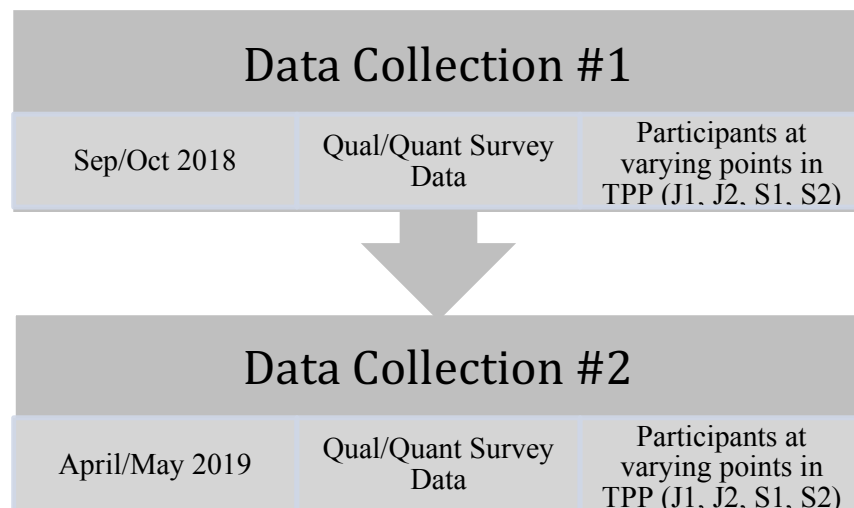 Data Collection #1
Sep/Oct 2018
Qual/Quant Survey
Data
Participants at
varying points in
TPP (J1, J2, S1, S2)
Data Collection #2
April/May 2019
Qual/Quant Survey
Data
Participants at
varying points in
TPP (J1, J2, S1, S2)